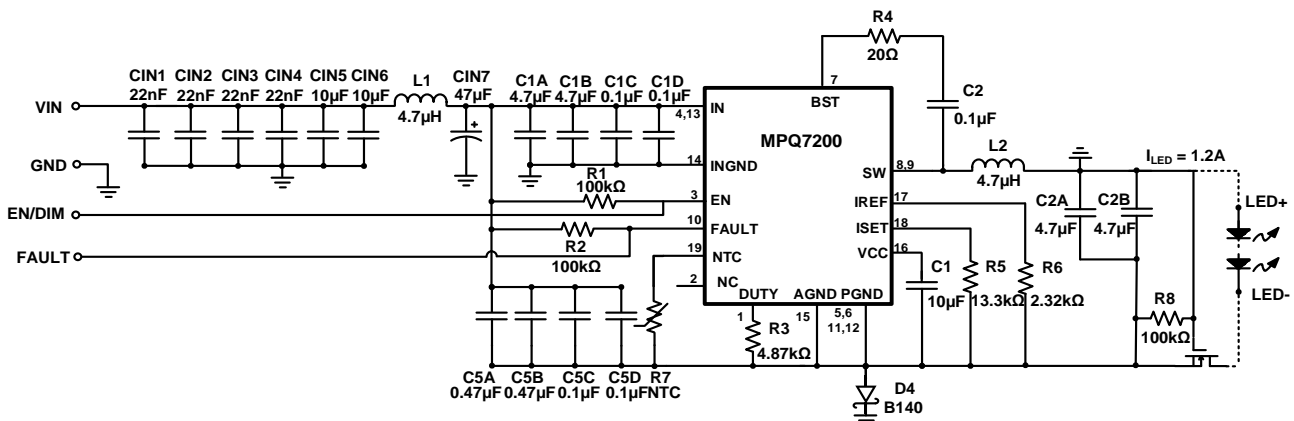 R4
20Ω
CIN1 CIN2 CIN3 CIN4 CIN5 CIN6
22nF 22nF 22nF 22nF 10µF 10µF
L1
4.7µH
CIN7
47µF
C1A C1B C1C C1D
4.7µF 4.7µF 0.1µF 0.1µF
VIN
GND
EN/DIM
FAULT
7
BST
MPQ7200
IN
4,13
INGND
14
EN
3
FAULT
10
NTC
19
NC
2
DUTY
1
AGND
15
PGND
5,6
11,12
SW
8,9
IREF
17
ISET
18
VCC
16
C2
0.1µF
L2
4.7µH
ILED = 1.2A
C2A
4.7µF
C2B
4.7µF
LED+
LED-
R1
100kΩ
R2
100kΩ
R3
4.87kΩ
C1
10µF
R5
13.3kΩ
R6
2.32kΩ
R8
100kΩ
C5A C5B C5C C5D R7
0.47µF 0.47µF 0.1µF 0.1µF NTC
D4
B140